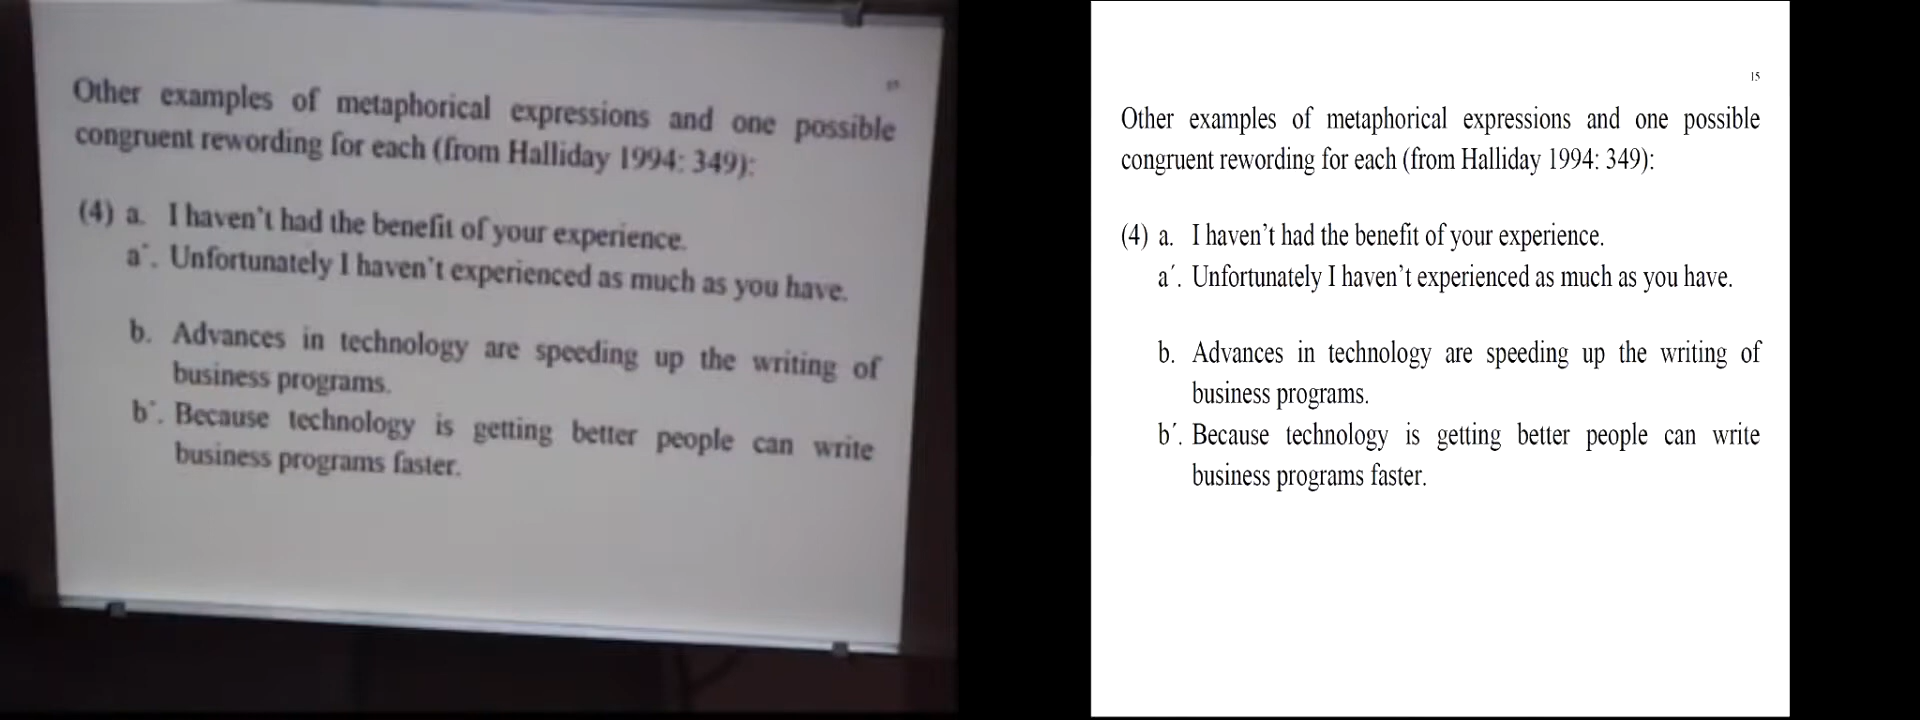 Other examples of metaphorical expressions and one possible
congruent rewording for each (from Halliday 1994: 349):
(4) a. I haven't had the benefit of your experience.
a´. Unfortunately I haven't experienced as much as you have.
b. Advances in technology are speeding up the writing of
business programs.
b´. Because technology is getting better people can write
business programs faster.
15
Other examples of metaphorical expressions and one possible
congruent rewording for each (from Halliday 1994: 349):
(4) a. I haven’t had the benefit of your experience.
a´. Unfortunately I haven’t experienced as much as you have.
b. Advances in technology are speeding up the writing of
business programs.
b´. Because technology is getting better people can write
business programs faster.